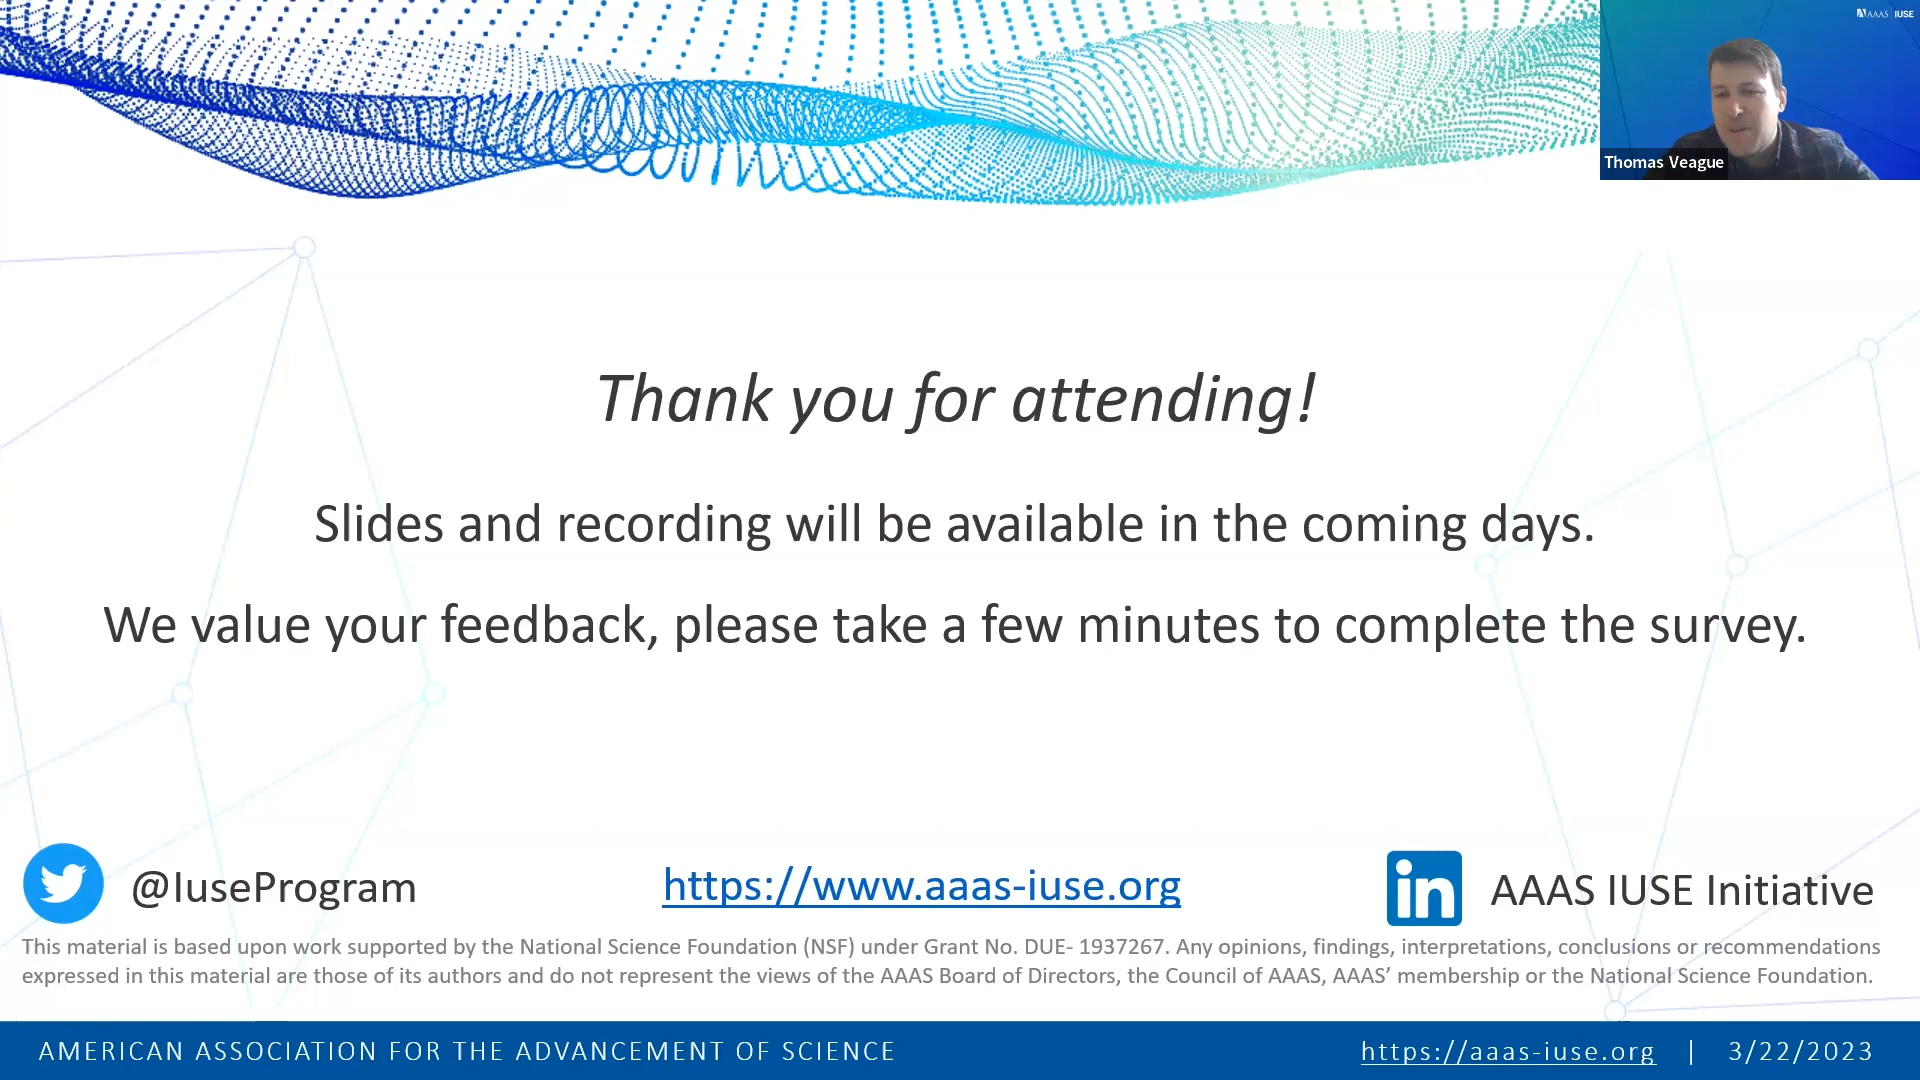 AAAS IUSE
Thomas Veague
Thank you for attending!
Slides and recording will be available in the coming days.
We value your feedback, please take a few minutes to complete the survey.
@IuseProgram
https://www.aaas-iuse.org
in AAAS IUSE Initiative
This material is based upon work supported by the National Science Foundation (NSF) under Grant No. DUE- 1937267. Any opinions, findings, interpretations, conclusions or recommendations
expressed in this material are those of its authors and do not represent the views of the AAAS Board of Directors, the Council of AAAS, AAAS’ membership or the National Science Foundation.
AMERICAN ASSOCIATION FOR THE ADVANCEMENT OF SCIENCE
https://aaas-iuse.org | 3/22/2023